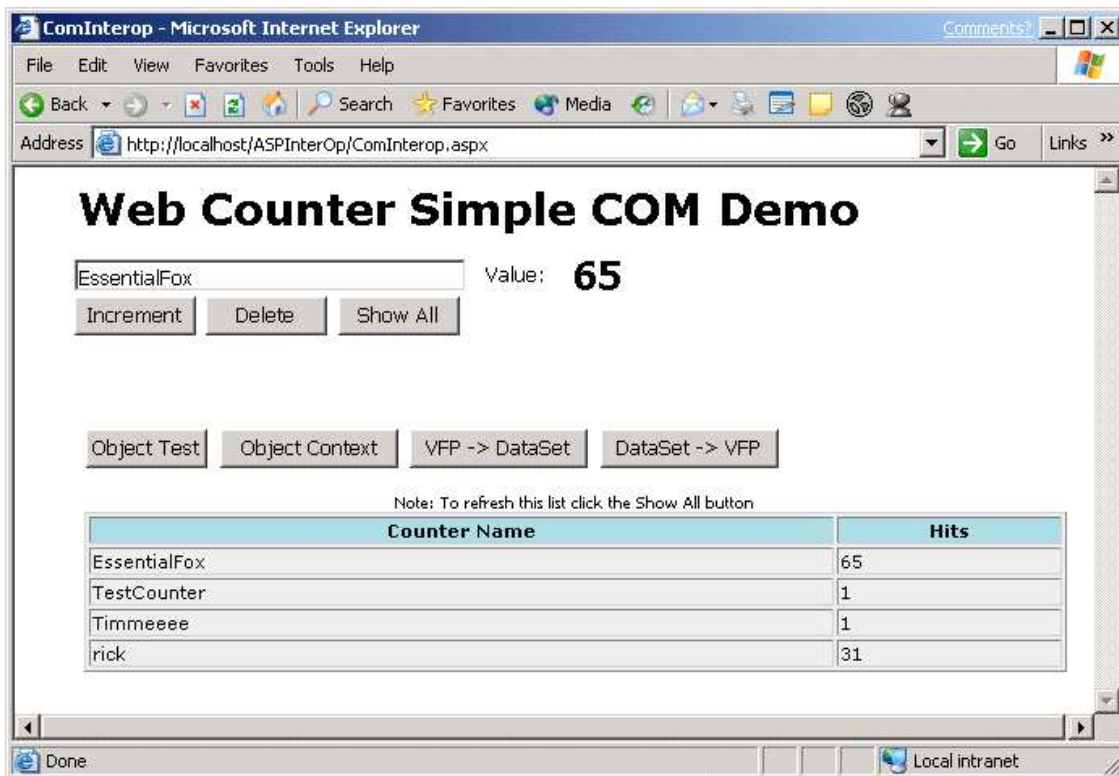 ComInterop - Microsoft Internet Explorer Comments?
File Edit View Favorites Tools Help
Back Search Favorites Media
Address http://localhost/ASPInterOp/ComInterop.aspx Go Links »
Web Counter Simple COM Demo
EssentialFox Value: 65
Increment Delete Show All
Object Test Object Context VFP -> DataSet DataSet -> VFP
Note: To refresh this list click the Show All button
Counter Name Hits
EssentialFox 65
TestCounter 1
Timmeeee 1
rick 31
Done Local intranet